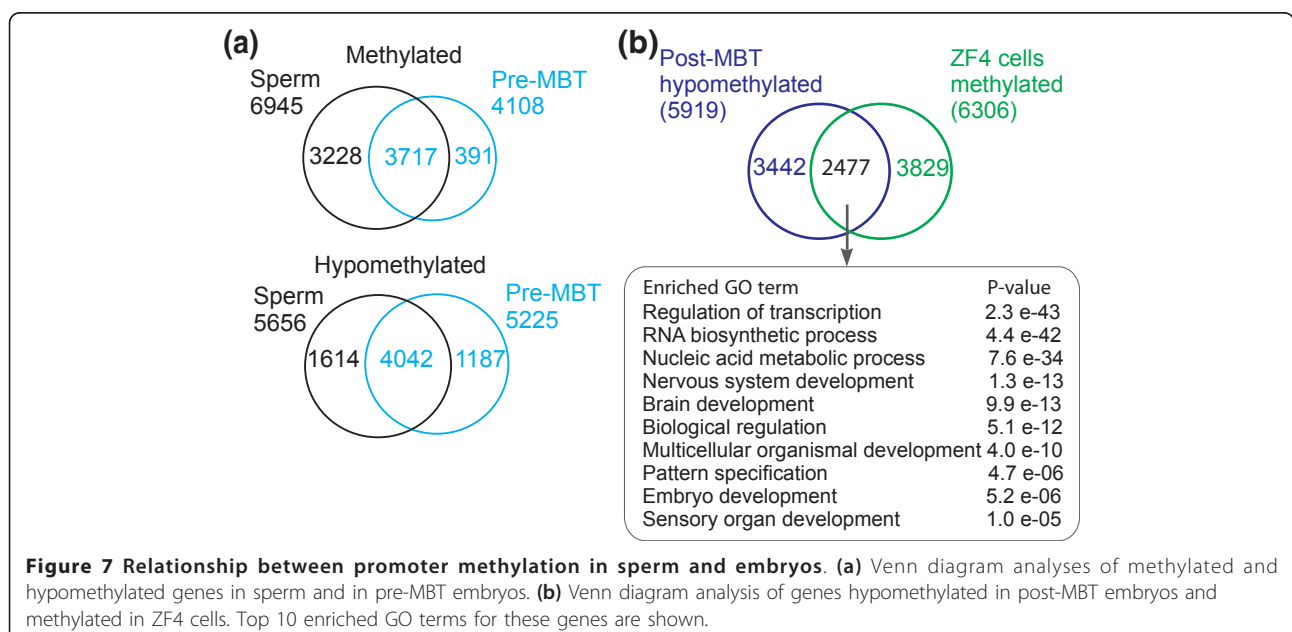 (a)
Methylated
Sperm
6945
Pre-MBT
4108
3228 3717 391
Hypomethylated
Sperm
5656
Pre-MBT
5225
1614 4042 1187
(b)
Post-MBT
hypomethylated
(5919)
ZF4 cells
methylated
(6306)
3442 2477 3829
Enriched GO term P-value
Regulation of transcription 2.3 e-43
RNA biosynthetic process 4.4 e-42
Nucleic acid metabolic process 7.6 e-34
Nervous system development 1.3 e-13
Brain development 9.9 e-13
Biological regulation 5.1 e-12
Multicellular organismal development 4.0 e-10
Pattern specification 4.7 e-06
Embryo development 5.2 e-06
Sensory organ development 1.0 e-05
Figure 7 Relationship between promoter methylation in sperm and embryos. (a) Venn diagram analyses of methylated and
hypomethylated genes in sperm and in pre-MBT embryos. (b) Venn diagram analysis of genes hypomethylated in post-MBT embryos and
methylated in ZF4 cells. Top 10 enriched GO terms for these genes are shown.